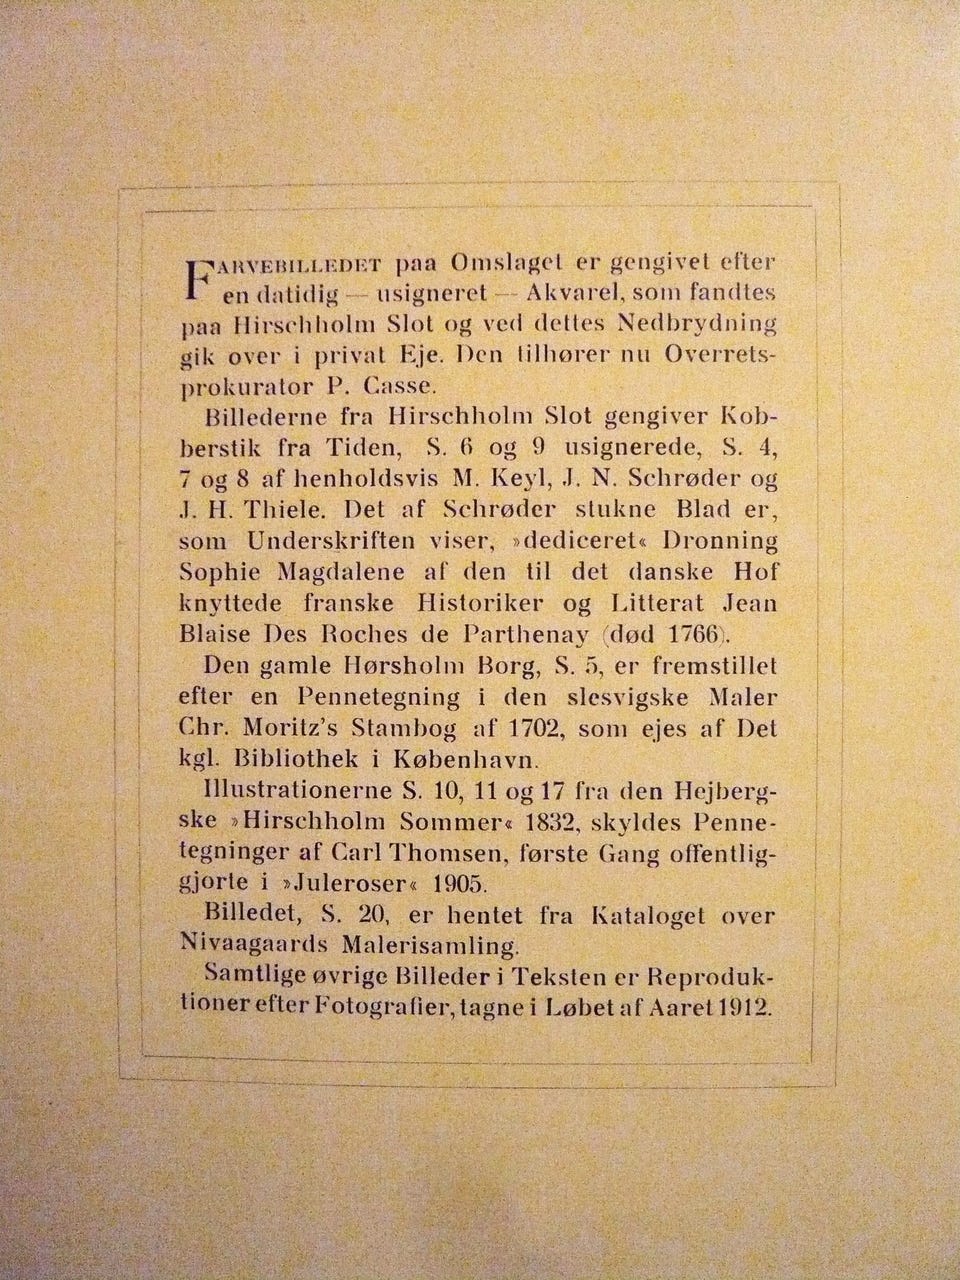 FARVEBILLEDET paa Omslaget er gengivet efter
en datidig — usigneret — Akvarel, som fandtes
paa Hirschholm Slot og ved dettes Nedbrydning
gik over i privat Eje. Den tilhører nu Overrets-
prokurator P. Casse.
Billederne fra Hirschholm Slot gengiver Kob-
berstik fra Tiden, S. 6 og 9 usignerede, S. 4,
7 og 8 af henholdsvis M. Keyl, J. N. Schrøder og
J. H. Thiele. Det af Schrøder stukne Blad er,
som Underskriften viser, »dediceret« Dronning
Sophie Magdalene af den til det danske Hof
knyttede franske Historiker og Litterat Jean
Blaise Des Roches de Parthenay (død 1766).
Den gamle Hørsholm Borg, S. 5, er fremstillet
efter en Pennetegning i den slesvigske Maler
Chr. Moritz's Stambog af 1702, som ejes af Det
kgl. Bibliothek i København.
Illustrationerne S. 10, 11 og 17 fra den Hejberg-
ske »Hirschholm Sommer« 1832, skyldes Penne-
tegninger af Carl Thomsen, første Gang offentlig-
gjorte i »Juleroser« 1905.
Billedet, S. 20, er hentet fra Kataloget over
Nivaagaards Malerisamling.
Samtlige øvrige Billeder i Teksten er Reproduk-
tioner efter Fotografier, tagne i Løbet af Aaret 1912.